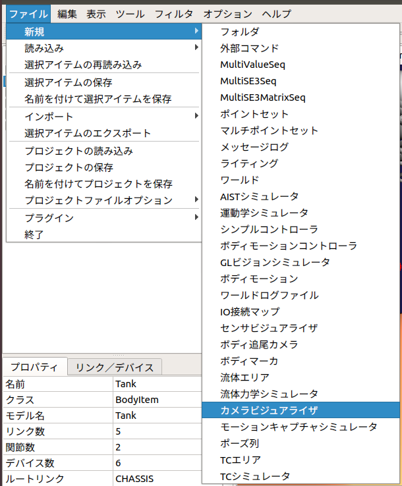 ファイル 編集 表示 ツール フィルタ オプション ヘルプ
新規
読み込み
選択アイテムの再読み込み
選択アイテムの保存
名前を付けて選択アイテムを保存
インポート
選択アイテムのエクスポート
プロジェクトの読み込み
プロジェクトの保存
名前を付けてプロジェクトを保存
プロジェクトファイルオプション
プラグイン
終了
フォルダ
外部コマンド
MultiValueSeq
MultiSE3Seq
MultiSE3MatrixSeq
ポイントセット
マルチポイントセット
メッセージログ
ライティング
ワールド
AISTシミュレータ
運動学シミュレータ
シンプルコントローラ
ボディモーションコントローラ
GLビジョンシミュレータ
ボディモーション
ワールドログファイル
IO接続マップ
センサビジュアライザ
ボディ追尾カメラ
ボディマーカ
流体エリア
流体力学シミュレータ
カメラビジュアライザ
モーションキャプチャシミュレータ
ポーズ列
TCエリア
TCシミュレータ
プロパティ リンク／デバイス
名前 Tank
クラス BodyItem
モデル名 Tank
リンク数 5
関節数 2
デバイス数 6
ルートリンク CHASSIS